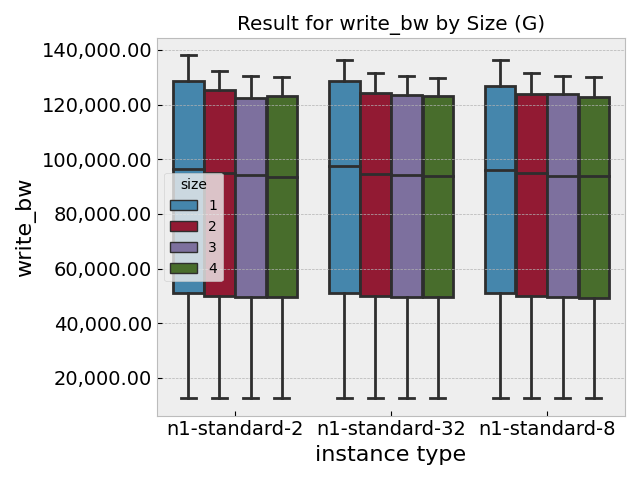 Result for write_bw by Size (G)
140,000.00
120,000.00
100,000.00
80,000.00
60,000.00
40,000.00
20,000.00
write_bw
size
1
2
3
4
n1-standard-2 n1-standard-32 n1-standard-8
instance type